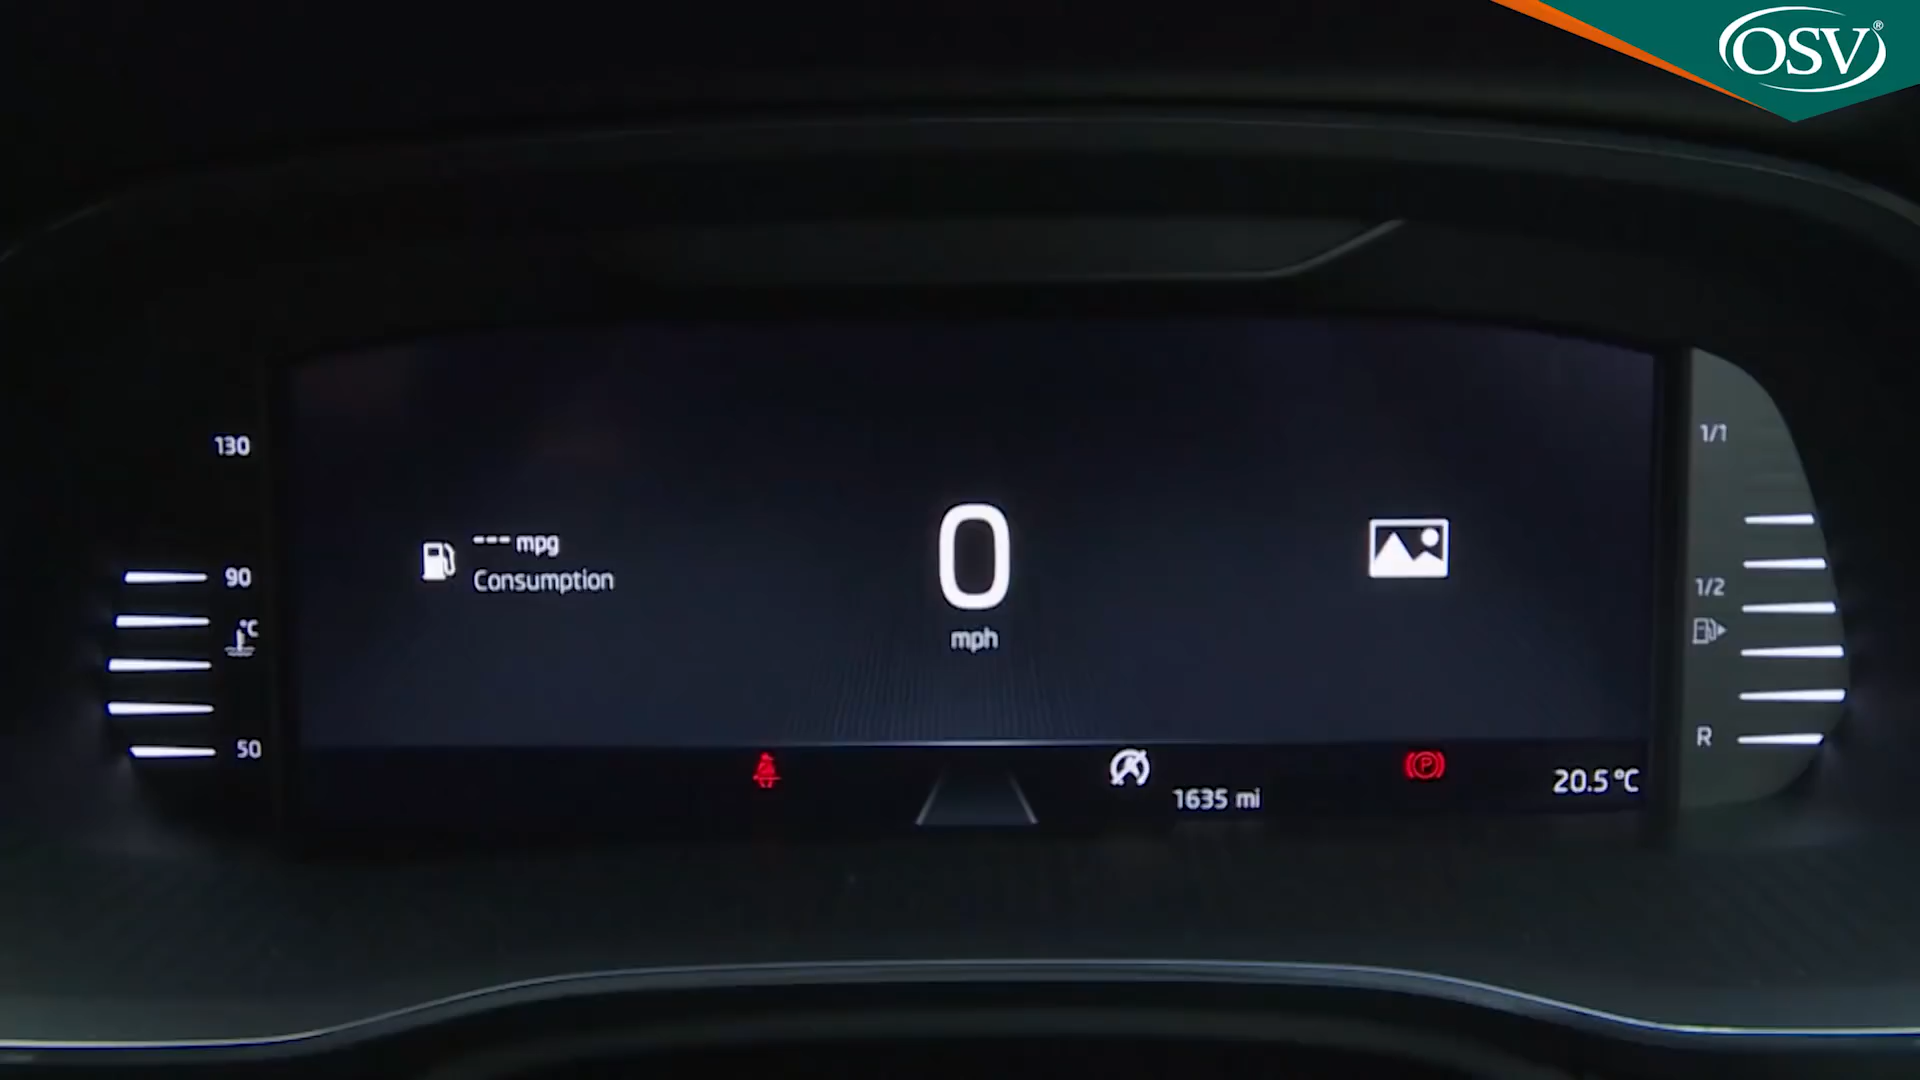 OSV®
130
90
°C
50
--- mpg
Consumption
0
mph
1635 mi
P
20.5°C
1/1
1/2
R